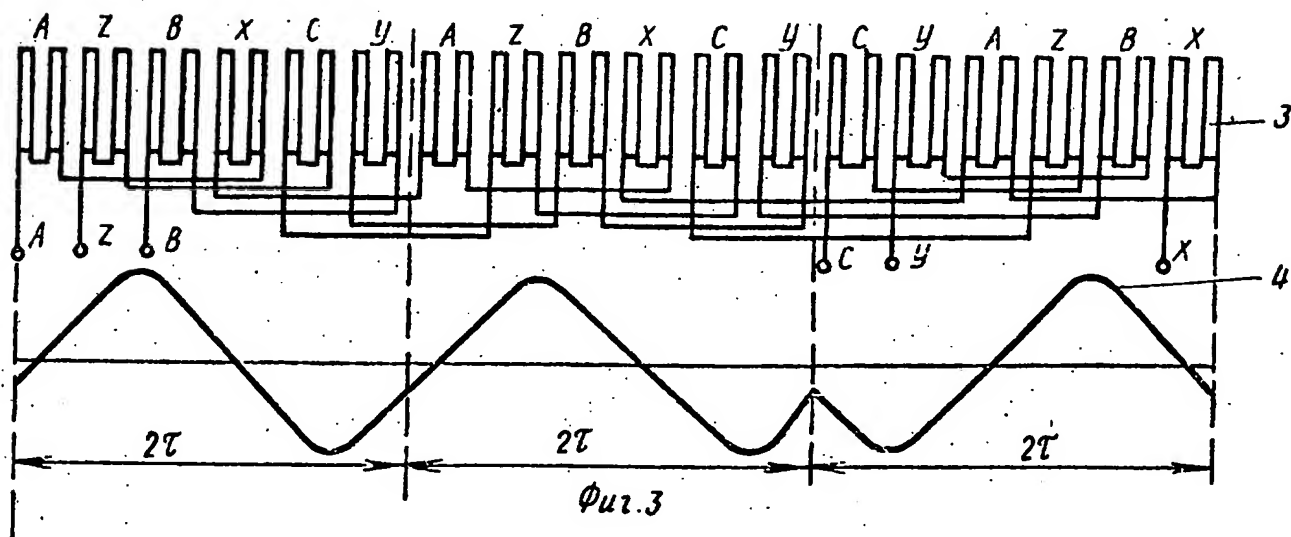 A Z B X C У A Z B X C У C У A Z B X
3
A Z B C У X
4
2τ 2τ 2τ
Фиг.3